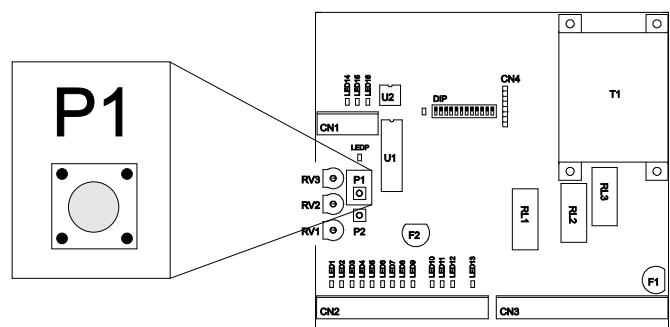 P1
LED14
LED15
LED16
U2
DIP
CN4
T1
CN1
U1
LEDP
RV3
P1
RV2
RV1
P2
F2
RL1
RL2
RL3
F1
LED1
LED2
LED3
LED4
LED5
LED6
LED7
LED8
LED9
LED10
LED11
LED12
LED13
CN2
CN3